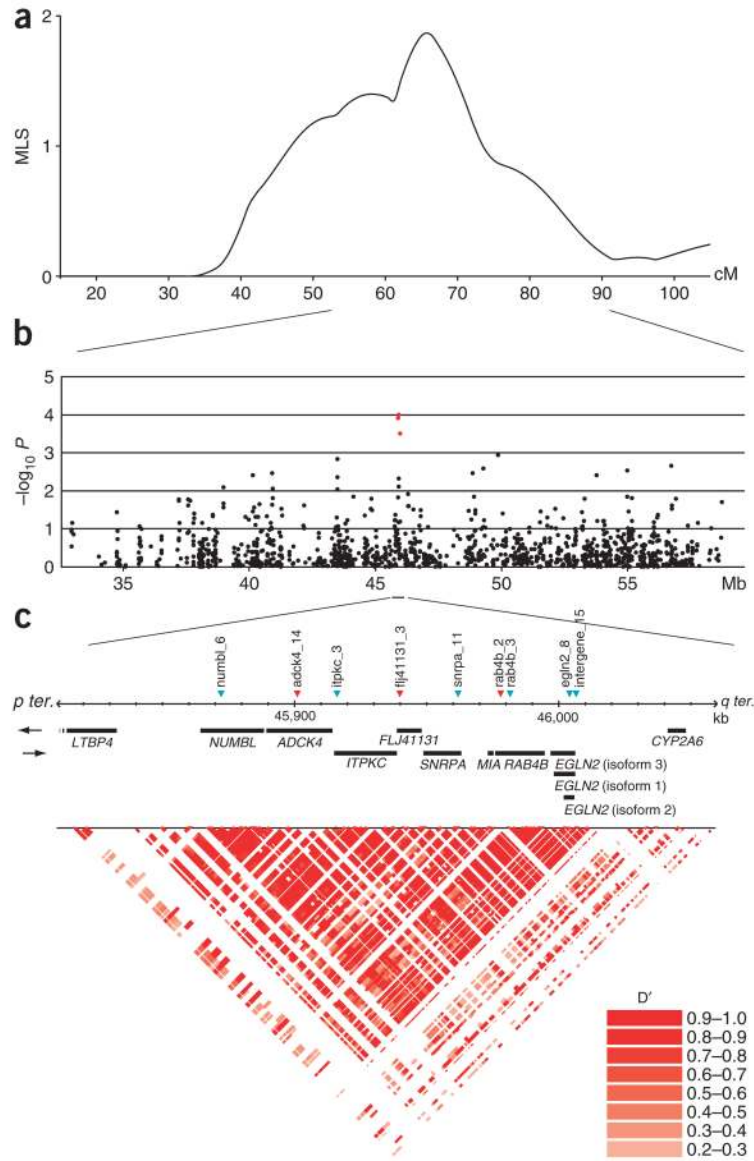 a
2
1
0
MLS
20 30 40 50 60 70 80 90 100
cM
b
5
4
3
2
1
0
–log10 P
35 40 45 50 55 Mb
c
numbl_6
adck4_14
itpkc_3
flj41131_3
snrpa_11
rab4b_2
rab4b_3
egln2_8
intergene_15
p ter. q ter.
45,900 46,000 kb
LTBP4 NUMBL ADCK4 FLJ41131 CYP2A6
ITPKC SNRPA MIA RAB4B EGLN2 (isoform 3)
EGLN2 (isoform 1)
EGLN2 (isoform 2)
D′
0.9–1.0
0.8–0.9
0.7–0.8
0.6–0.7
0.5–0.6
0.4–0.5
0.3–0.4
0.2–0.3